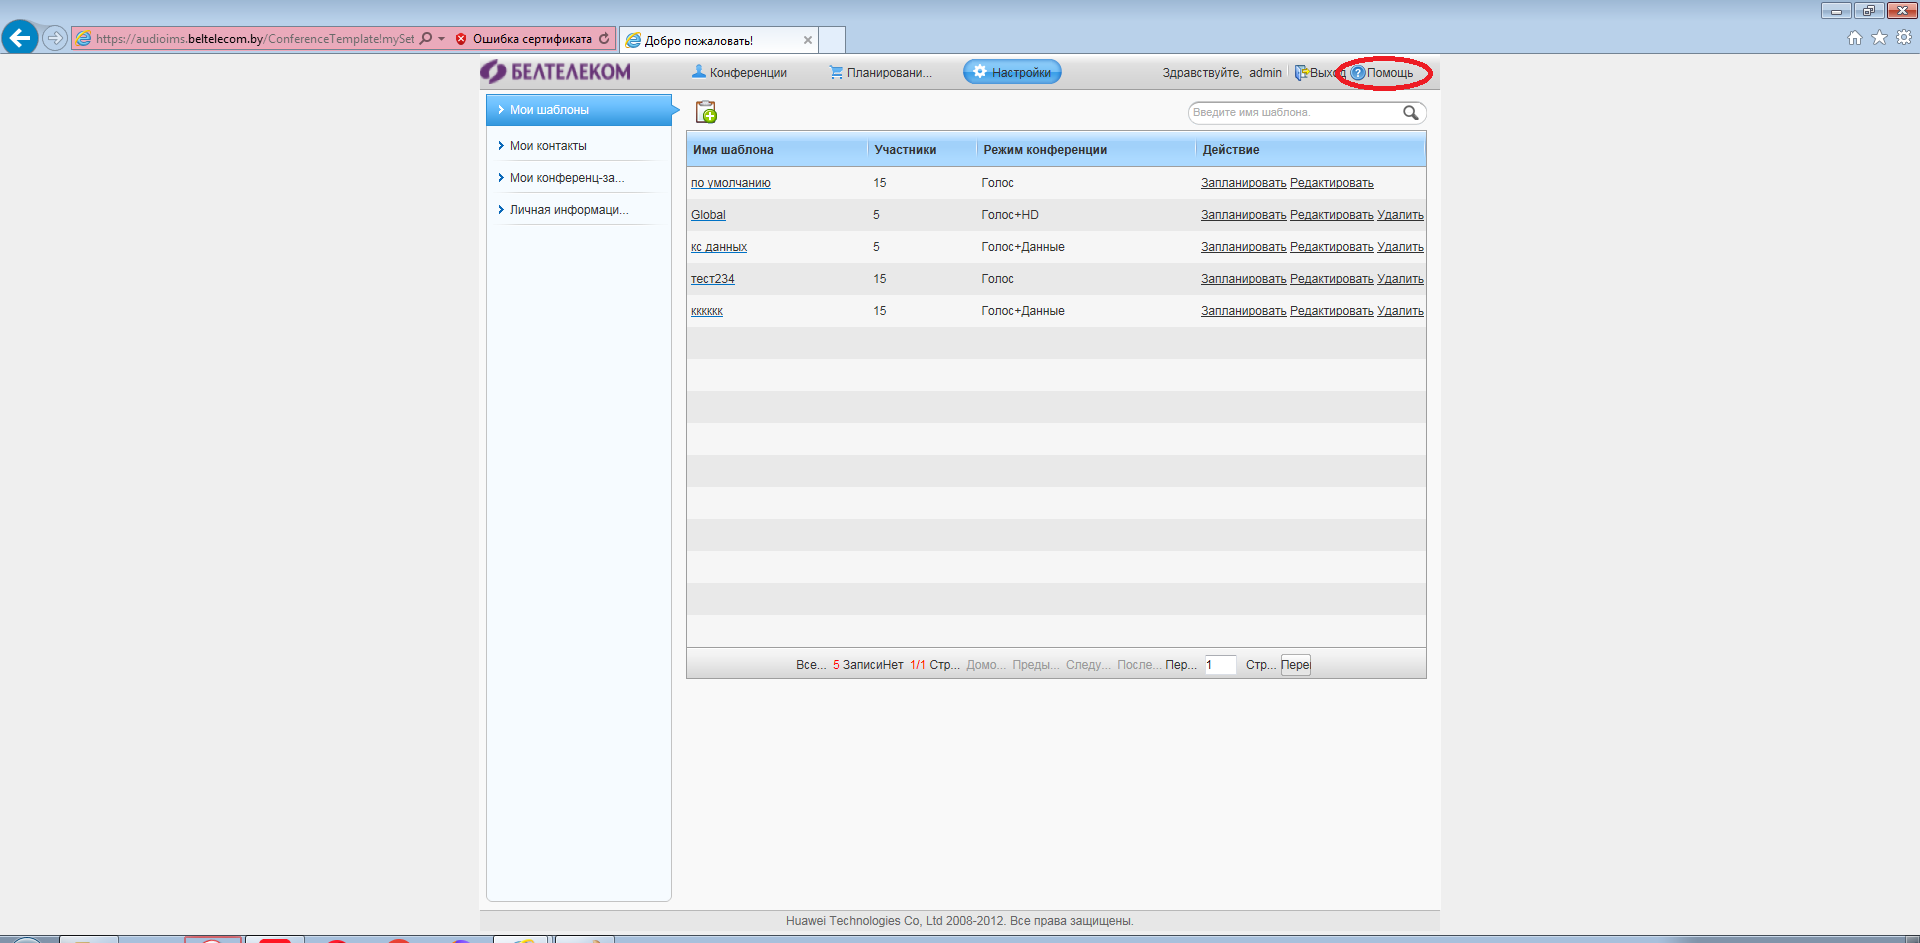 https://audioims.beltelecom.by/ConferenceTemplate!mySet Ошибка сертификата Добро пожаловать!
БЕЛТЕЛЕКОМ Конференции Планировани... Настройки Здравствуйте, admin Выход Помощь
Мои шаблоны
Мои контакты
Мои конференц-за...
Личная информаци...
Введите имя шаблона.
Имя шаблона Участники Режим конференции Действие
по умолчанию 15 Голос Запланировать Редактировать
Global 5 Голос+HD Запланировать Редактировать Удалить
кс данных 5 Голос+Данные Запланировать Редактировать Удалить
тест234 15 Голос Запланировать Редактировать Удалить
кккккк 15 Голос+Данные Запланировать Редактировать Удалить
Все... 5 ЗаписиНет 1/1 Стр... Домо... Преды... Следу... После... Пер... 1 Стр... Пере
Huawei Technologies Co, Ltd 2008-2012. Все права защищены.